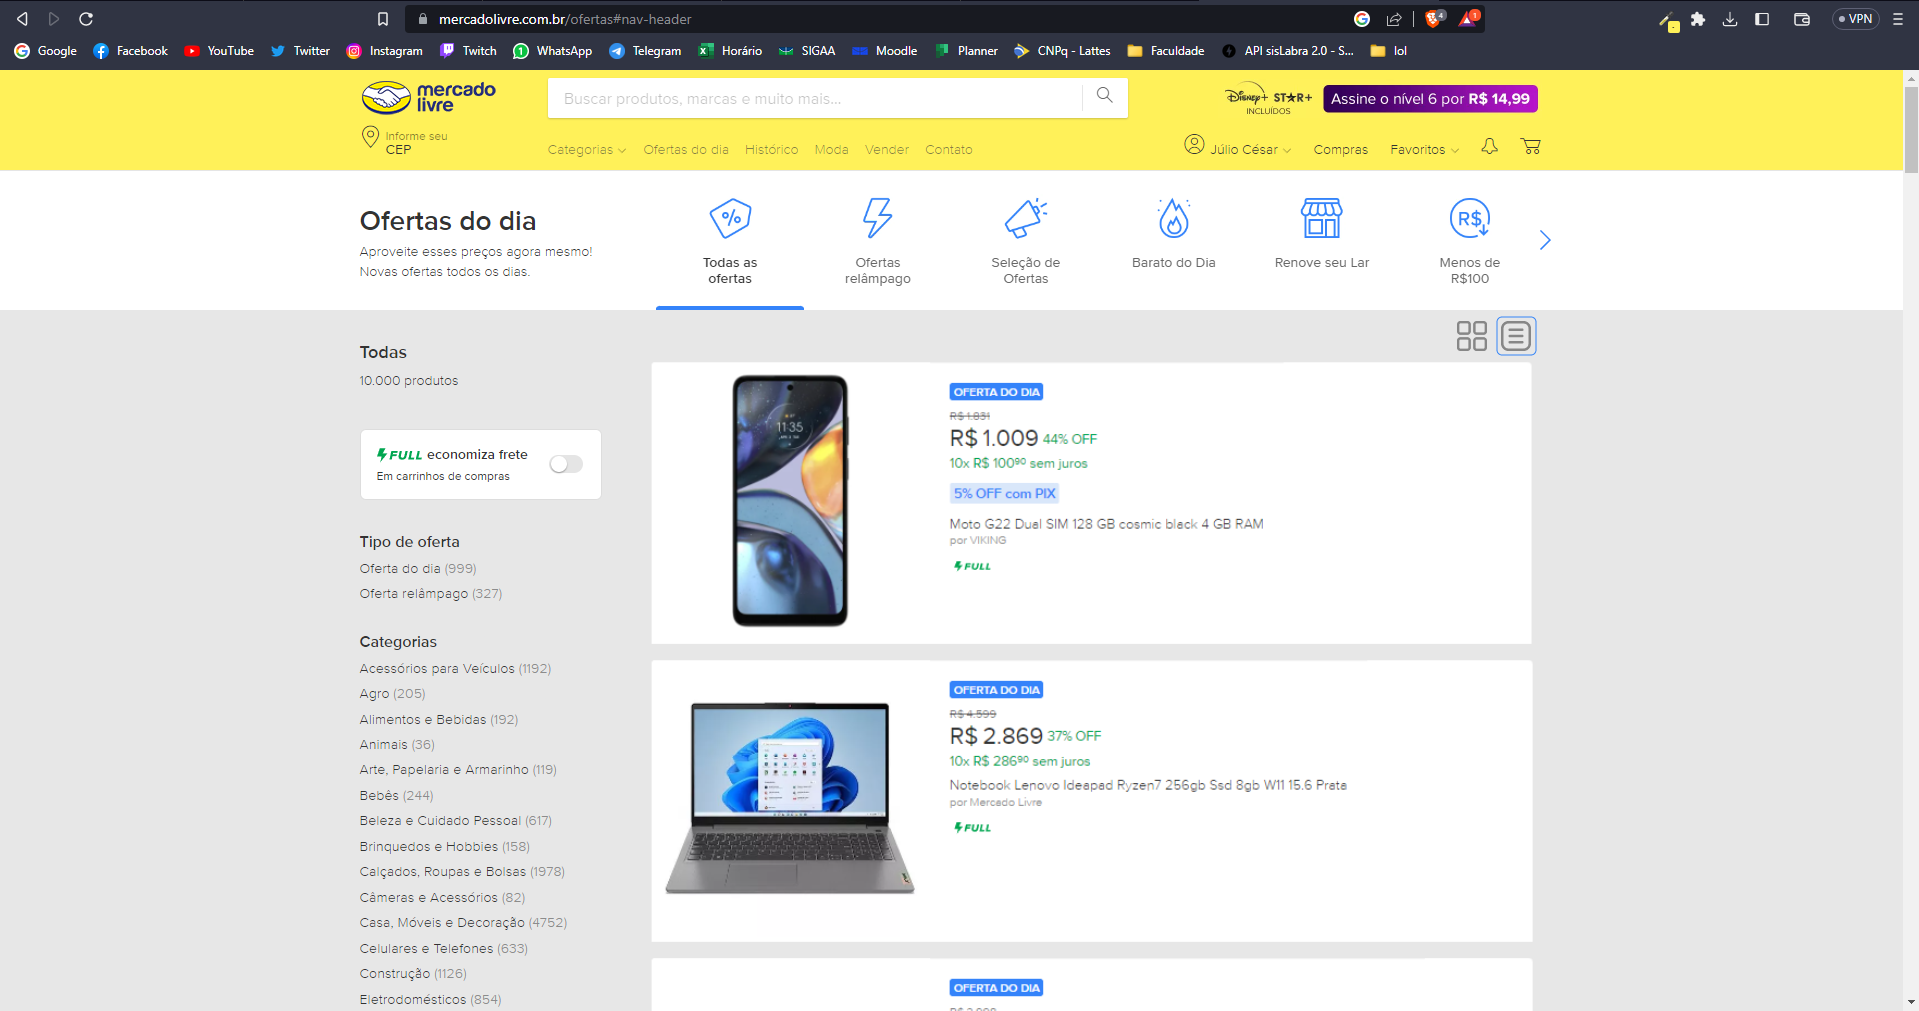 mercadolivre.com.br/ofertas#nav-header
4
1
VPN
Google
Facebook
YouTube
Twitter
Instagram
Twitch
WhatsApp
Telegram
Horário
SIGAA
Moodle
Planner
CNPq - Lattes
Faculdade
API sisLabra 2.0 - S...
lol
mercado
livre
Buscar produtos, marcas e muito mais...
Disney+ STAR+
INCLUÍDOS
Assine o nível 6 por R$ 14,99
Informe seu
CEP
Categorias
Ofertas do dia
Histórico
Moda
Vender
Contato
Júlio César
Compras
Favoritos
Ofertas do dia
Aproveite esses preços agora mesmo!
Novas ofertas todos os dias.
Todas as
ofertas
Ofertas
relâmpago
Seleção de
Ofertas
Barato do Dia
Renove seu Lar
R$
Menos de
R$100
Todas
10.000 produtos
FULL economiza frete
Em carrinhos de compras
Tipo de oferta
Oferta do dia (999)
Oferta relâmpago (327)
Categorias
Acessórios para Veículos (1192)
Agro (205)
Alimentos e Bebidas (192)
Animais (36)
Arte, Papelaria e Armarinho (119)
Bebês (244)
Beleza e Cuidado Pessoal (617)
Brinquedos e Hobbies (158)
Calçados, Roupas e Bolsas (1978)
Câmeras e Acessórios (82)
Casa, Móveis e Decoração (4752)
Celulares e Telefones (633)
Construção (1126)
Eletrodomésticos (854)
11:35
OFERTA DO DIA
R$ 1.831
R$ 1.009 44% OFF
10x R$ 100⁹⁰ sem juros
5% OFF com PIX
Moto G22 Dual SIM 128 GB cosmic black 4 GB RAM
por VIKING
FULL
OFERTA DO DIA
R$ 4.599
R$ 2.869 37% OFF
10x R$ 286⁹⁰ sem juros
Notebook Lenovo Ideapad Ryzen7 256gb Ssd 8gb W11 15.6 Prata
por Mercado Livre
FULL
OFERTA DO DIA